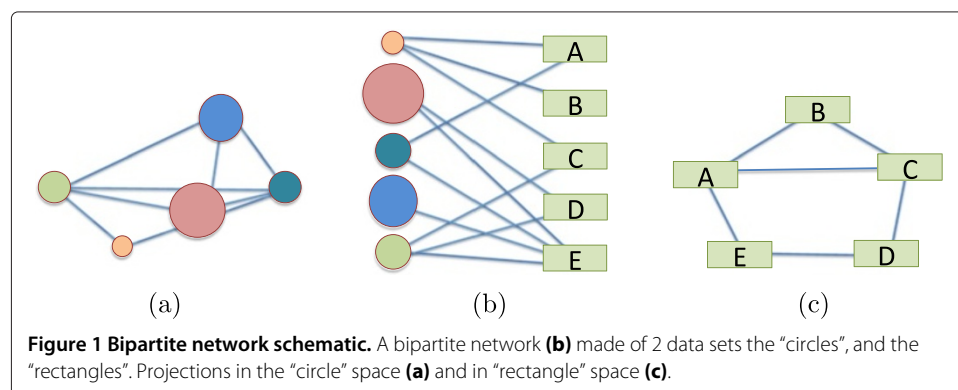 A
B
C
D
E
B
A
C
E
D
(a)
(b)
(c)
Figure 1 Bipartite network schematic. A bipartite network (b) made of 2 data sets the “circles”, and the
“rectangles”. Projections in the “circle” space (a) and in “rectangle” space (c).